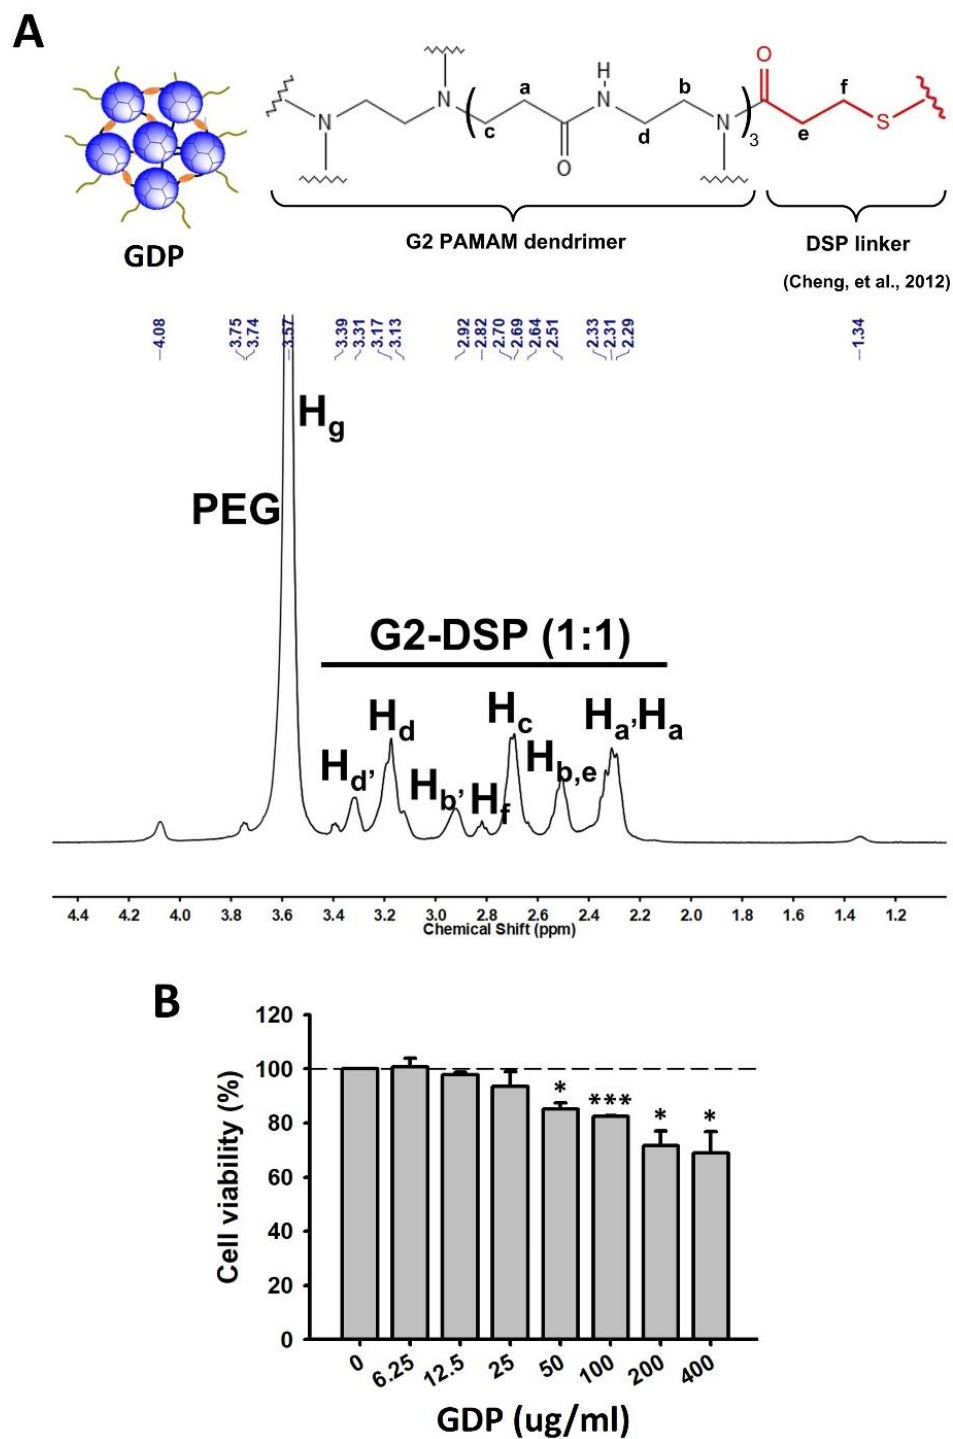 A
H
N
N
a
c
O
N
d
b
N
3
O
e
f
S
GDP
G2 PAMAM dendrimer
DSP linker
(Cheng, et al., 2012)
4.08
3.75
3.74
3.57
3.39
3.31
3.17
3.13
2.92
2.82
2.70
2.69
2.64
2.51
2.33
2.31
2.29
1.34
Hg
PEG
G2-DSP (1:1)
Hd'
Hd
Hb'
Hf
Hc
Hb,e
Ha'Ha
4.4 4.2 4.0 3.8 3.6 3.4 3.2 3.0 2.8 2.6 2.4 2.2 2.0 1.8 1.6 1.4 1.2
Chemical Shift (ppm)
B
Cell viability (%)
120
100
80
60
40
20
0
* *** * *
0 6.25 12.5 25 50 100 200 400
GDP (ug/ml)